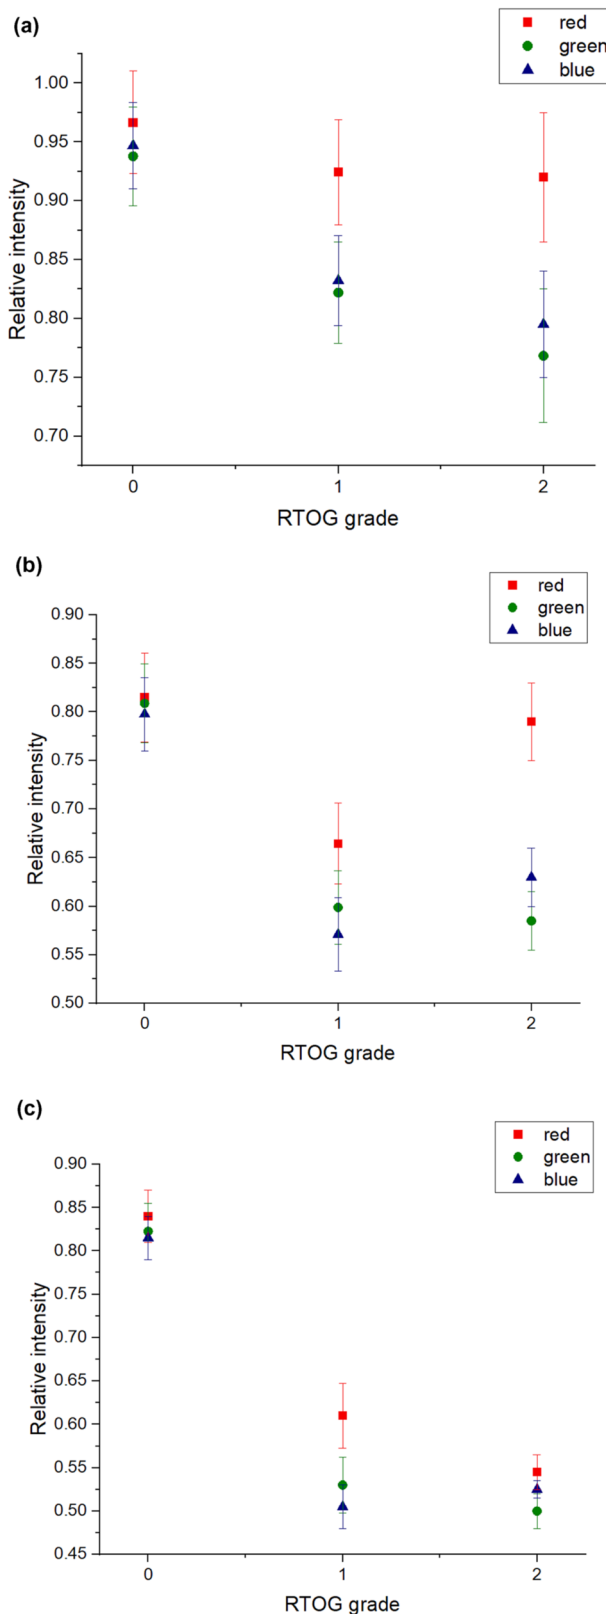 (a)
red
green
blue
1.00
0.95
0.90
0.85
0.80
0.75
0.70
Relative intensity
0
1
2
RTOG grade
(b)
red
green
blue
0.90
0.85
0.80
0.75
0.70
0.65
0.60
0.55
0.50
Relative intensity
0
1
2
RTOG grade
(c)
red
green
blue
0.90
0.85
0.80
0.75
0.70
0.65
0.60
0.55
0.50
0.45
Relative intensity
0
1
2
RTOG grade